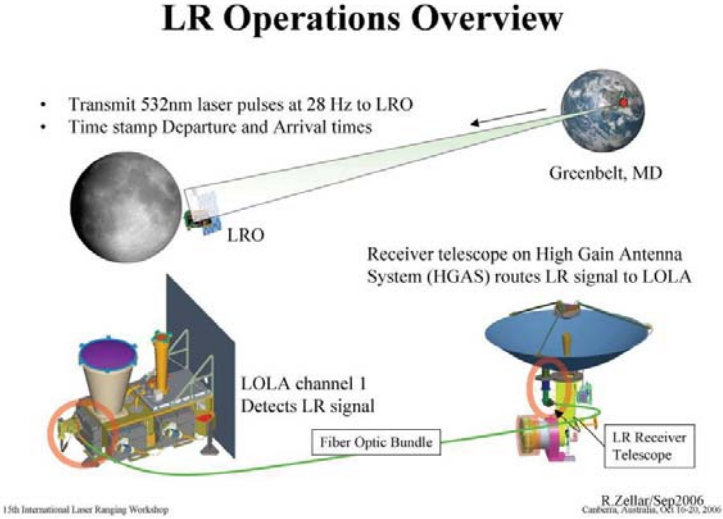 LR Operations Overview
• Transmit 532nm laser pulses at 28 Hz to LRO
• Time stamp Departure and Arrival times
Greenbelt, MD
LRO
Receiver telescope on High Gain Antenna
System (HGAS) routes LR signal to LOLA
LOLA channel 1
Detects LR signal
Fiber Optic Bundle
LR Receiver
Telescope
R.Zellar/Sep2006
15th International Laser Ranging Workshop
Canberra, Australia, Oct 16-20, 2006